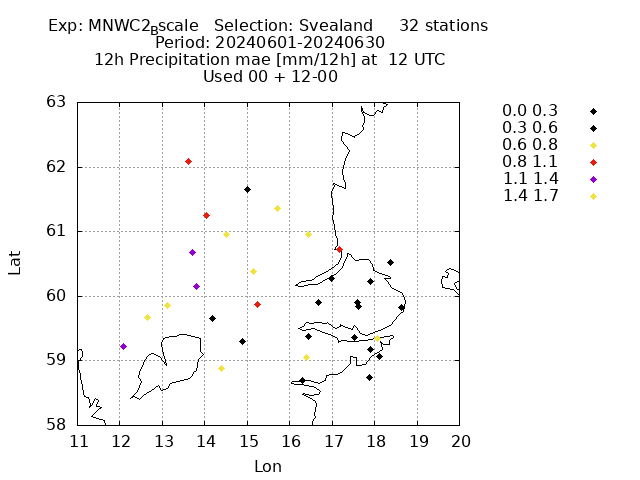 Exp: MNWC2Bscale   Selection: Svealand     32 stations
Period: 20240601-20240630
12h Precipitation mae [mm/12h] at  12 UTC
Used 00 + 12-00
63
62
61
60
59
58
Lat
11 12 13 14 15 16 17 18 19 20
Lon
0.0 0.3
0.3 0.6
0.6 0.8
0.8 1.1
1.1 1.4
1.4 1.7